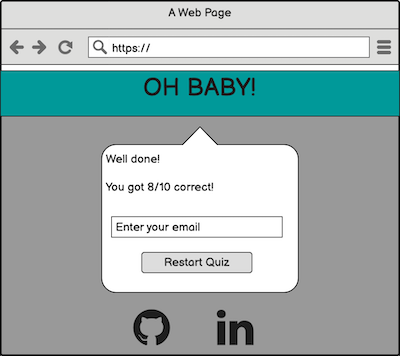 A Web Page
https://
OH BABY!
Well done!
You got 8/10 correct!
Enter your email
Restart Quiz
in